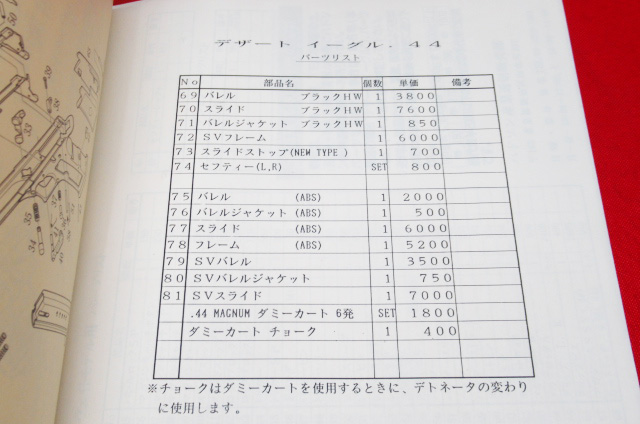 デザート イーグル.44
パーツリスト
No 部品名 個数 単価 備考
69 バレル ブラックHW 1 3800
70 スライド ブラックHW 1 7600
71 バレルジャケット ブラックHW 1 850
72 SVフレーム 1 6000
73 スライドストップ(NEW TYPE ) 1 700
74 セフティー(L,R) SET 800
75 バレル (ABS) 1 2000
76 バレルジャケット (ABS) 1 500
77 スライド (ABS) 1 6000
78 フレーム (ABS) 1 5200
79 SVバレル 1 3500
80 SVバレルジャケット 1 750
81 SVスライド 1 7000
.44 MAGNUM ダミーカート 6発 SET 1800
ダミーカート チョーク 1 400
※チョークはダミーカートを使用するときに、デトネータの変わり
に使用します。
33
35
34